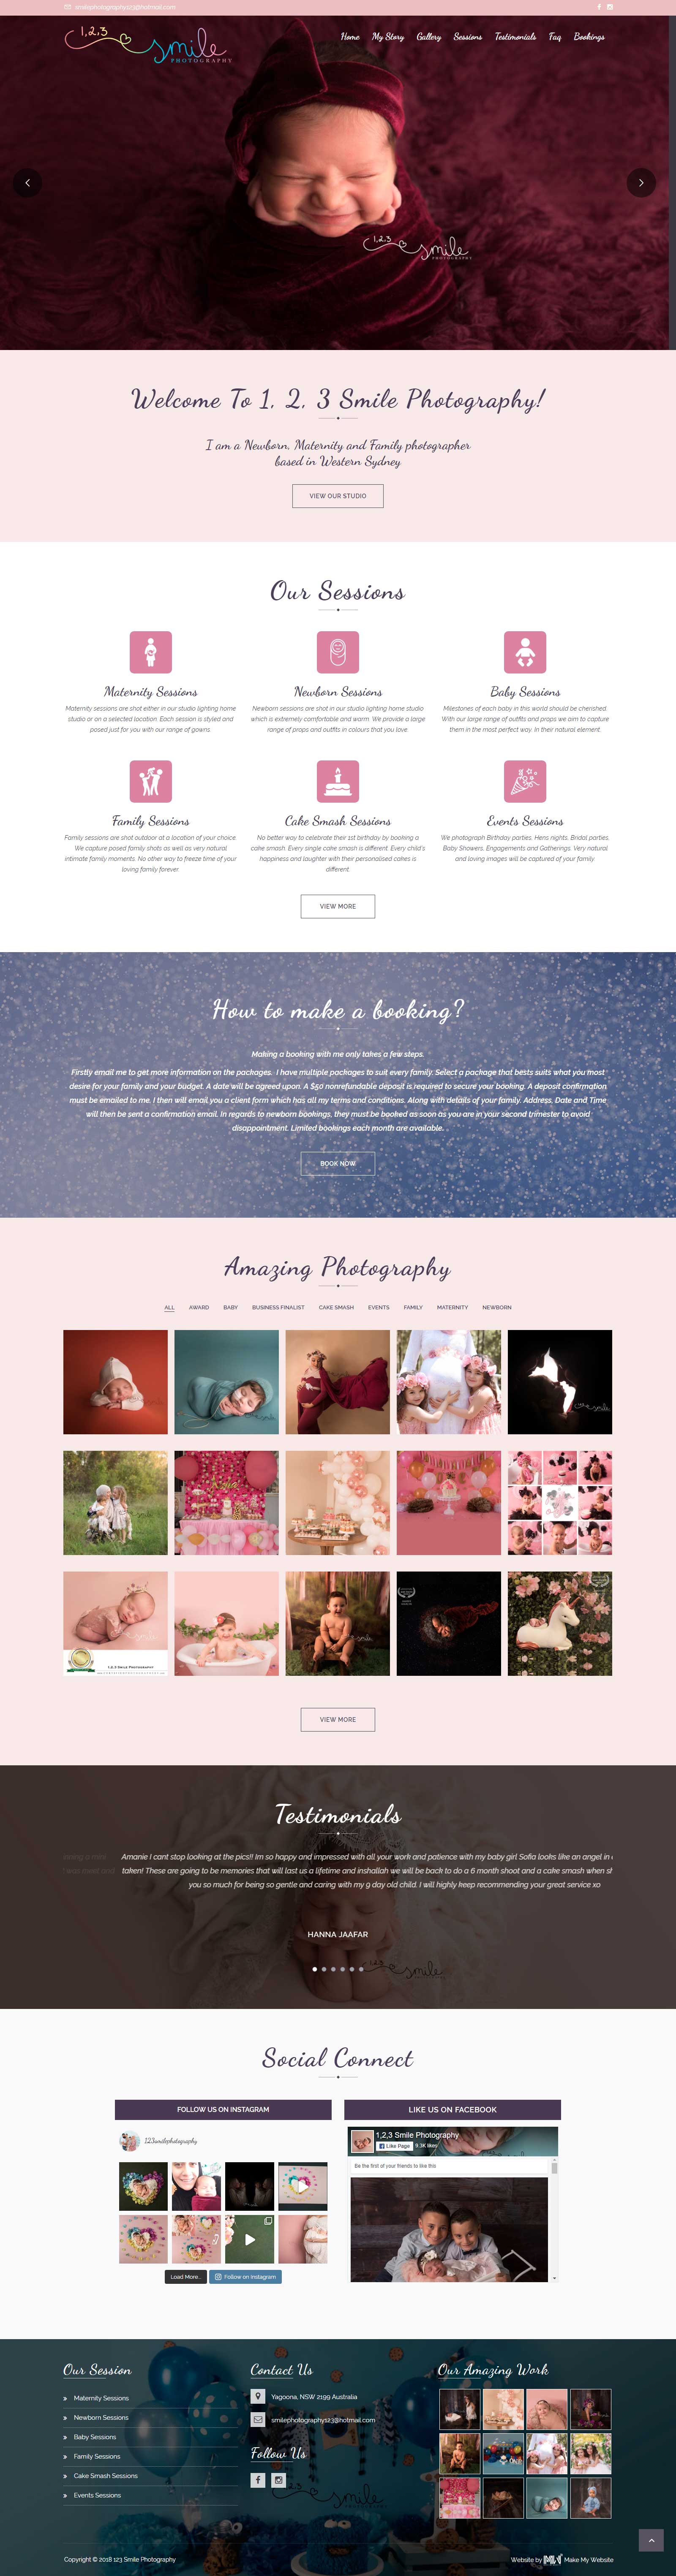 smilephotography123@hotmail.com
1,2,3 smile
PHOTOGRAPHY
Home My Story Gallery Sessions Testimonials Faq Bookings
1,2,3 smile
PHOTOGRAPHY
Welcome To 1, 2, 3 Smile Photography!
I am a Newborn, Maternity and Family photographer
based in Western Sydney
VIEW OUR STUDIO
Our Sessions
Maternity Sessions
Maternity sessions are shot either in our studio lighting home
studio or on a selected location. Each session is styled and
posed just for you with our range of gowns.
Newborn Sessions
Newborn sessions are shot in our studio lighting home studio
which is extremely comfortable and warm. We provide a large
range of props and outfits in colours that you love.
Baby Sessions
Milestones of each baby in this world should be cherished.
With our large range of outfits and props we aim to capture
them in the most perfect way. In their natural element.
Family Sessions
Family sessions are shot outdoor at a location of your choice.
We capture posed family shots as well as very natural
intimate family moments. No other way to freeze time of your
loving family forever.
Cake Smash Sessions
No better way to celebrate their 1st birthday by booking a
cake smash. Every single cake smash is different. Every child's
happiness and laughter with their personalised cakes is
different.
Events Sessions
We photograph Birthday parties. Hens nights, Bridal parties,
Baby Showers, Engagements and Gatherings. Very natural
and loving images will be captured of your family
VIEW MORE
How to make a booking?
Making a booking with me only takes a few steps.
Firstly email me to get more information on the packages. I have multiple packages to suit every family. Select a package that bests suits what you most
desire for your family and your budget. A date will be agreed upon. A $50 nonrefundable deposit is required to secure your booking. A deposit confirmation
must be emailed to me. I then will email you a client form which has all my terms and conditions. Along with details of your family. Address, Date and Time
will then be sent a confirmation email. In regards to newborn bookings, they must be booked as soon as you are in your second trimester to avoid
disappointment. Limited bookings each month are available.
BOOK NOW
Amazing Photography
ALL AWARD BABY BUSINESS FINALIST CAKE SMASH EVENTS FAMILY MATERNITY NEWBORN
1,2,3 Smile Photography
VIEW MORE
Testimonials
Amanie I cant stop looking at the pics!! Im so happy and impressed with all your work and patience with my baby girl Sofia looks like an angel in
taken! These are going to be memories that will last us a lifetime and inshallah we will be back to do a 6 month shoot and a cake smash when sh
you so much for being so gentle and caring with my 9 day old child. I will highly keep recommending your great service xo
HANNA JAAFAR
smile
Social Connect
FOLLOW US ON INSTAGRAM
123smilephotography
Load More...
Follow on Instagram
LIKE US ON FACEBOOK
1,2,3 Smile Photography
Like Page 9.3K likes
Be the first of your friends to like this
Our Session
Maternity Sessions
Newborn Sessions
Baby Sessions
Family Sessions
Cake Smash Sessions
Events Sessions
Contact Us
Yagoona, NSW 2199 Australia
smilephotography123@hotmail.com
Follow Us
Our Amazing Work
Copyright © 2018 123 Smile Photography
Website by Make My Website